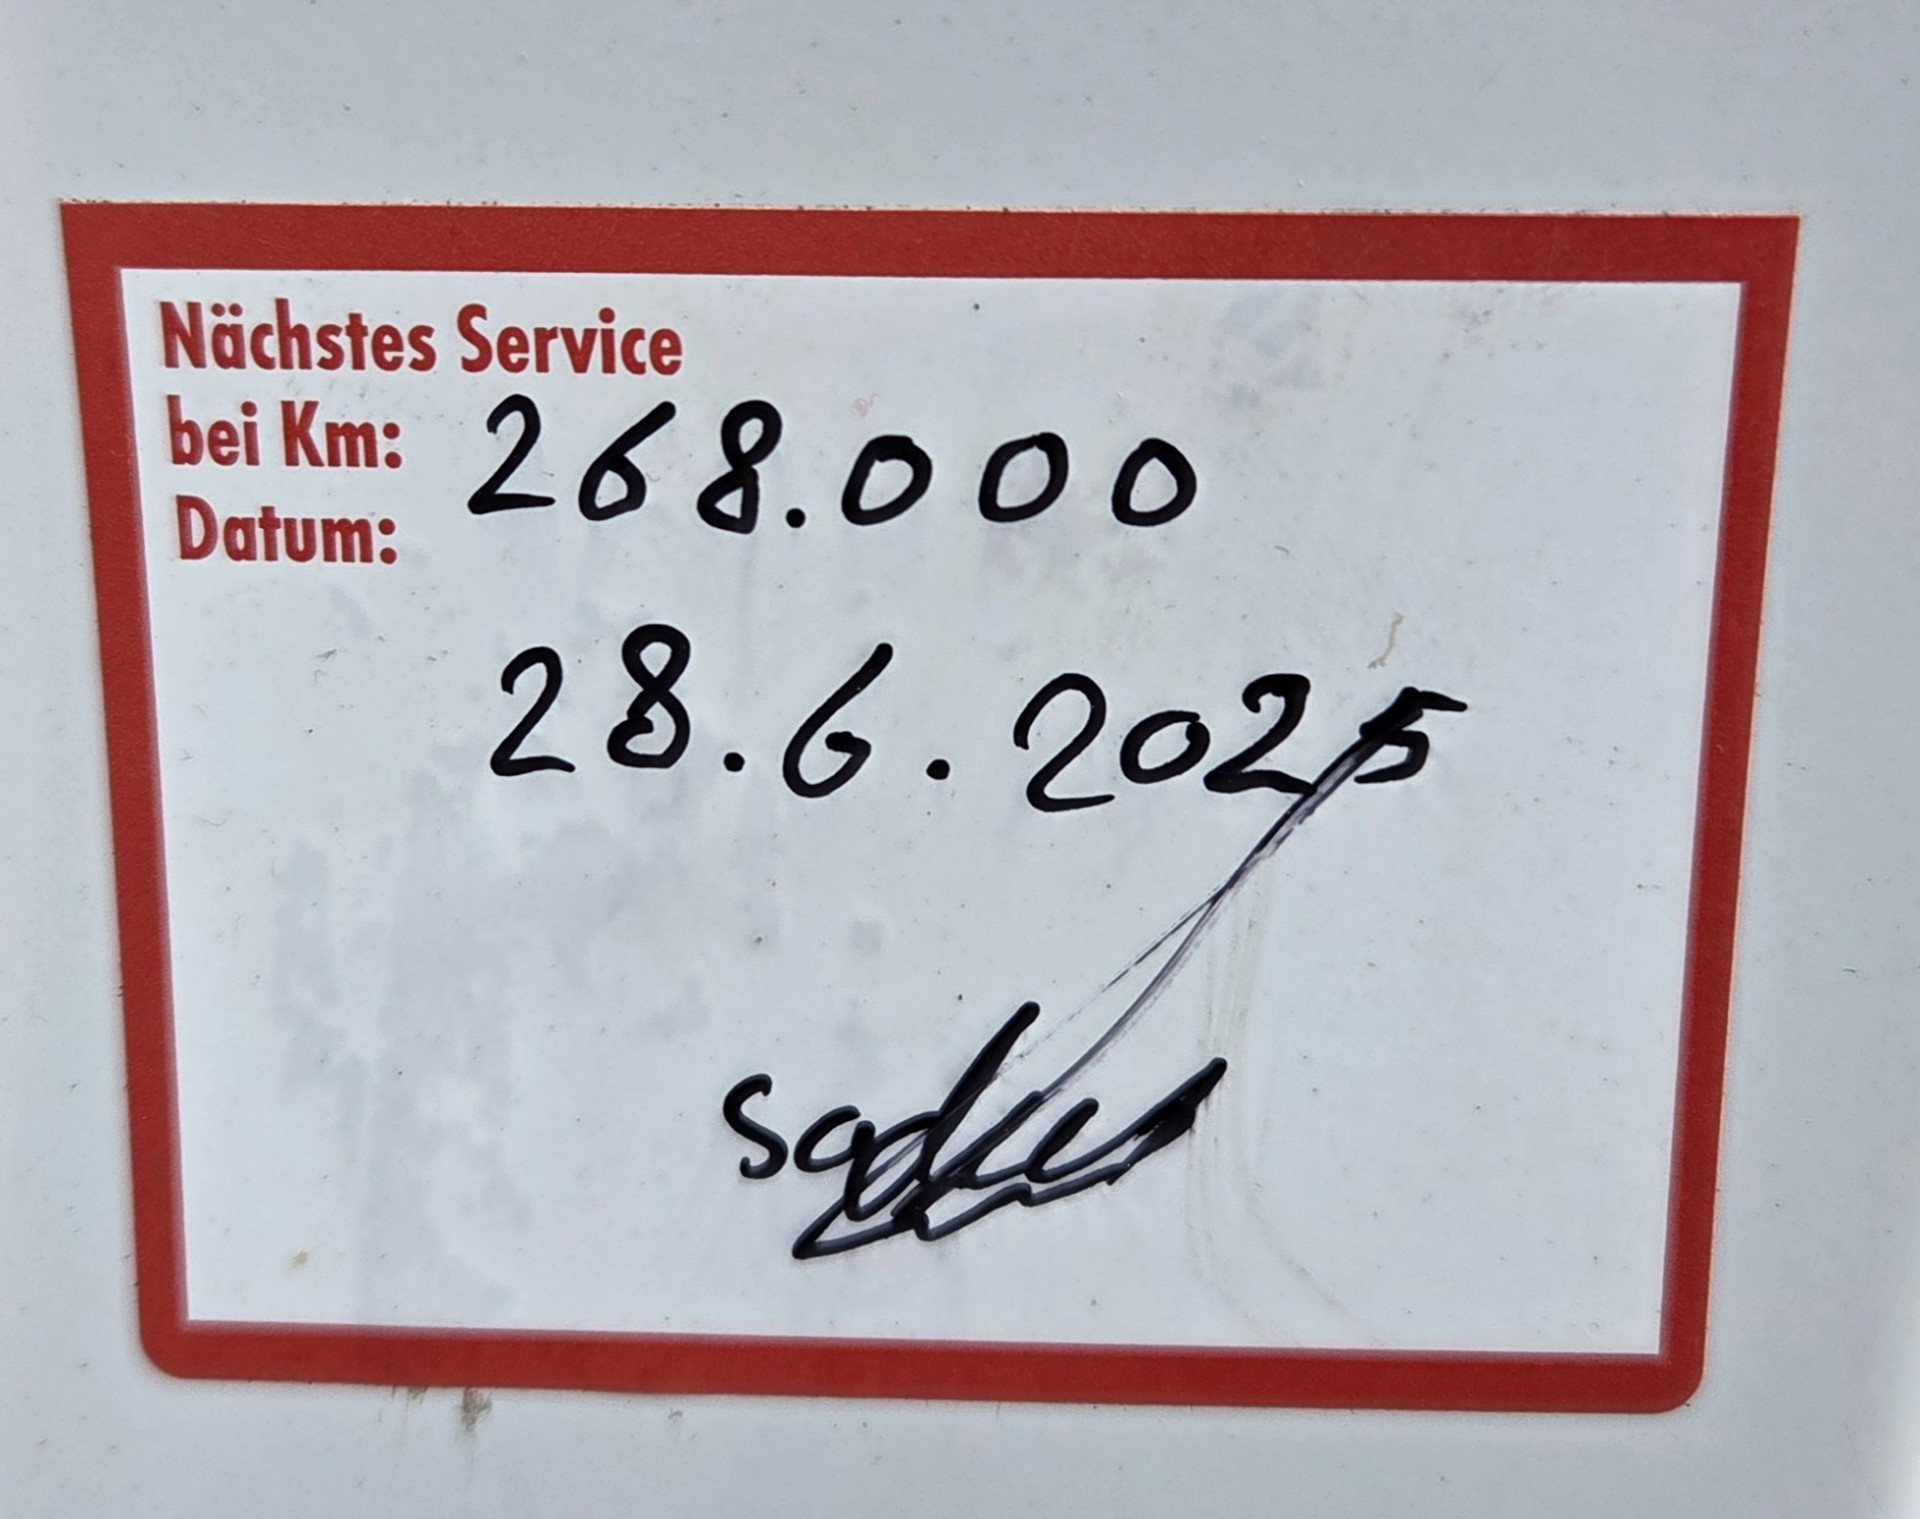 Nächstes Service
bei Km: 268.000
Datum:
28.6.2025